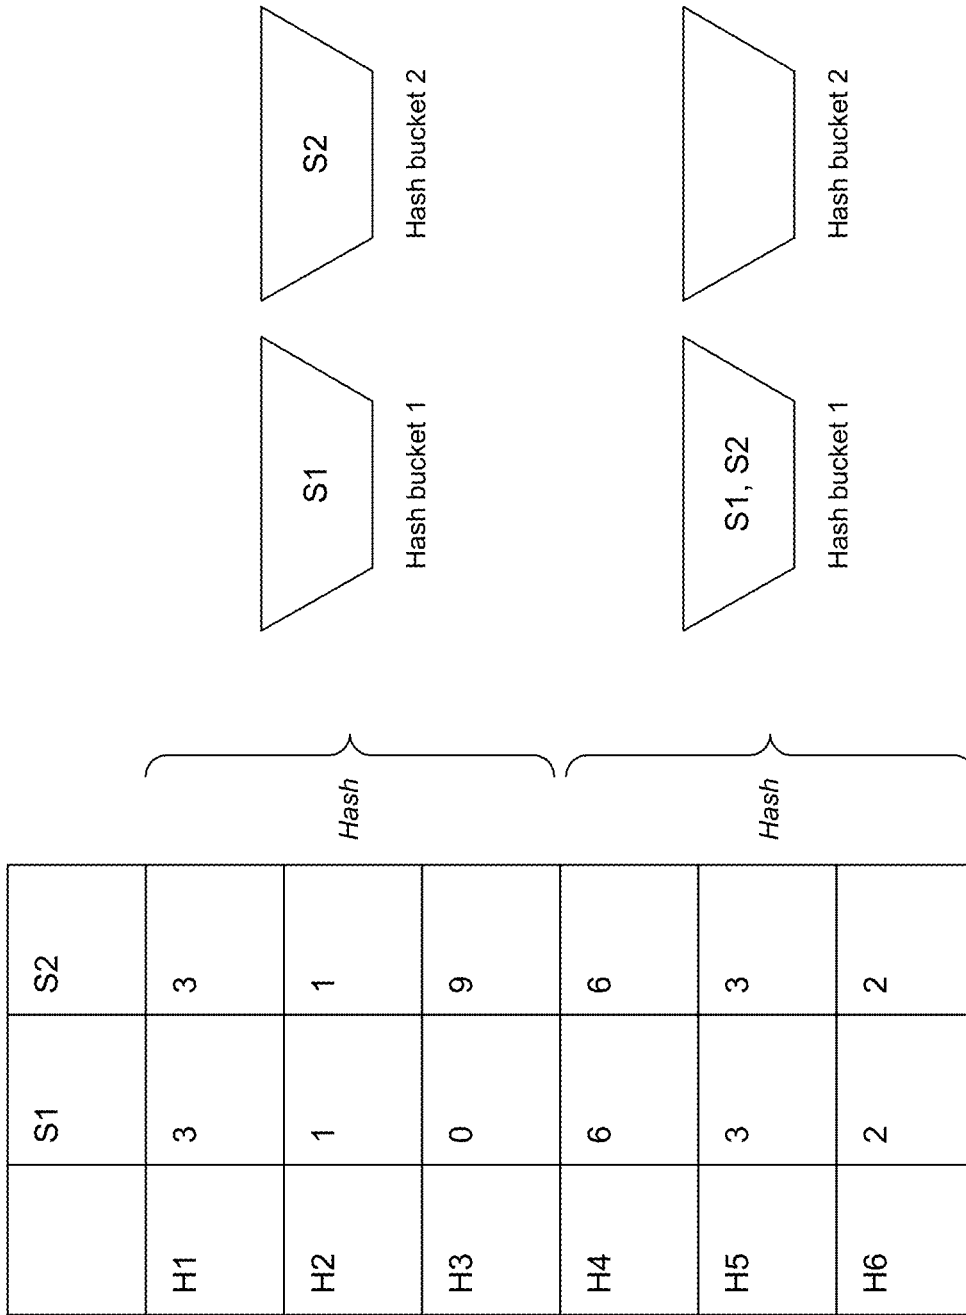 S1 S2
H1 3 3
H2 1 1
H3 0 9
H4 6 6
H5 3 3
H6 2 2
Hash
Hash
S1
Hash bucket 1
S2
Hash bucket 2
S1, S2
Hash bucket 1
Hash bucket 2